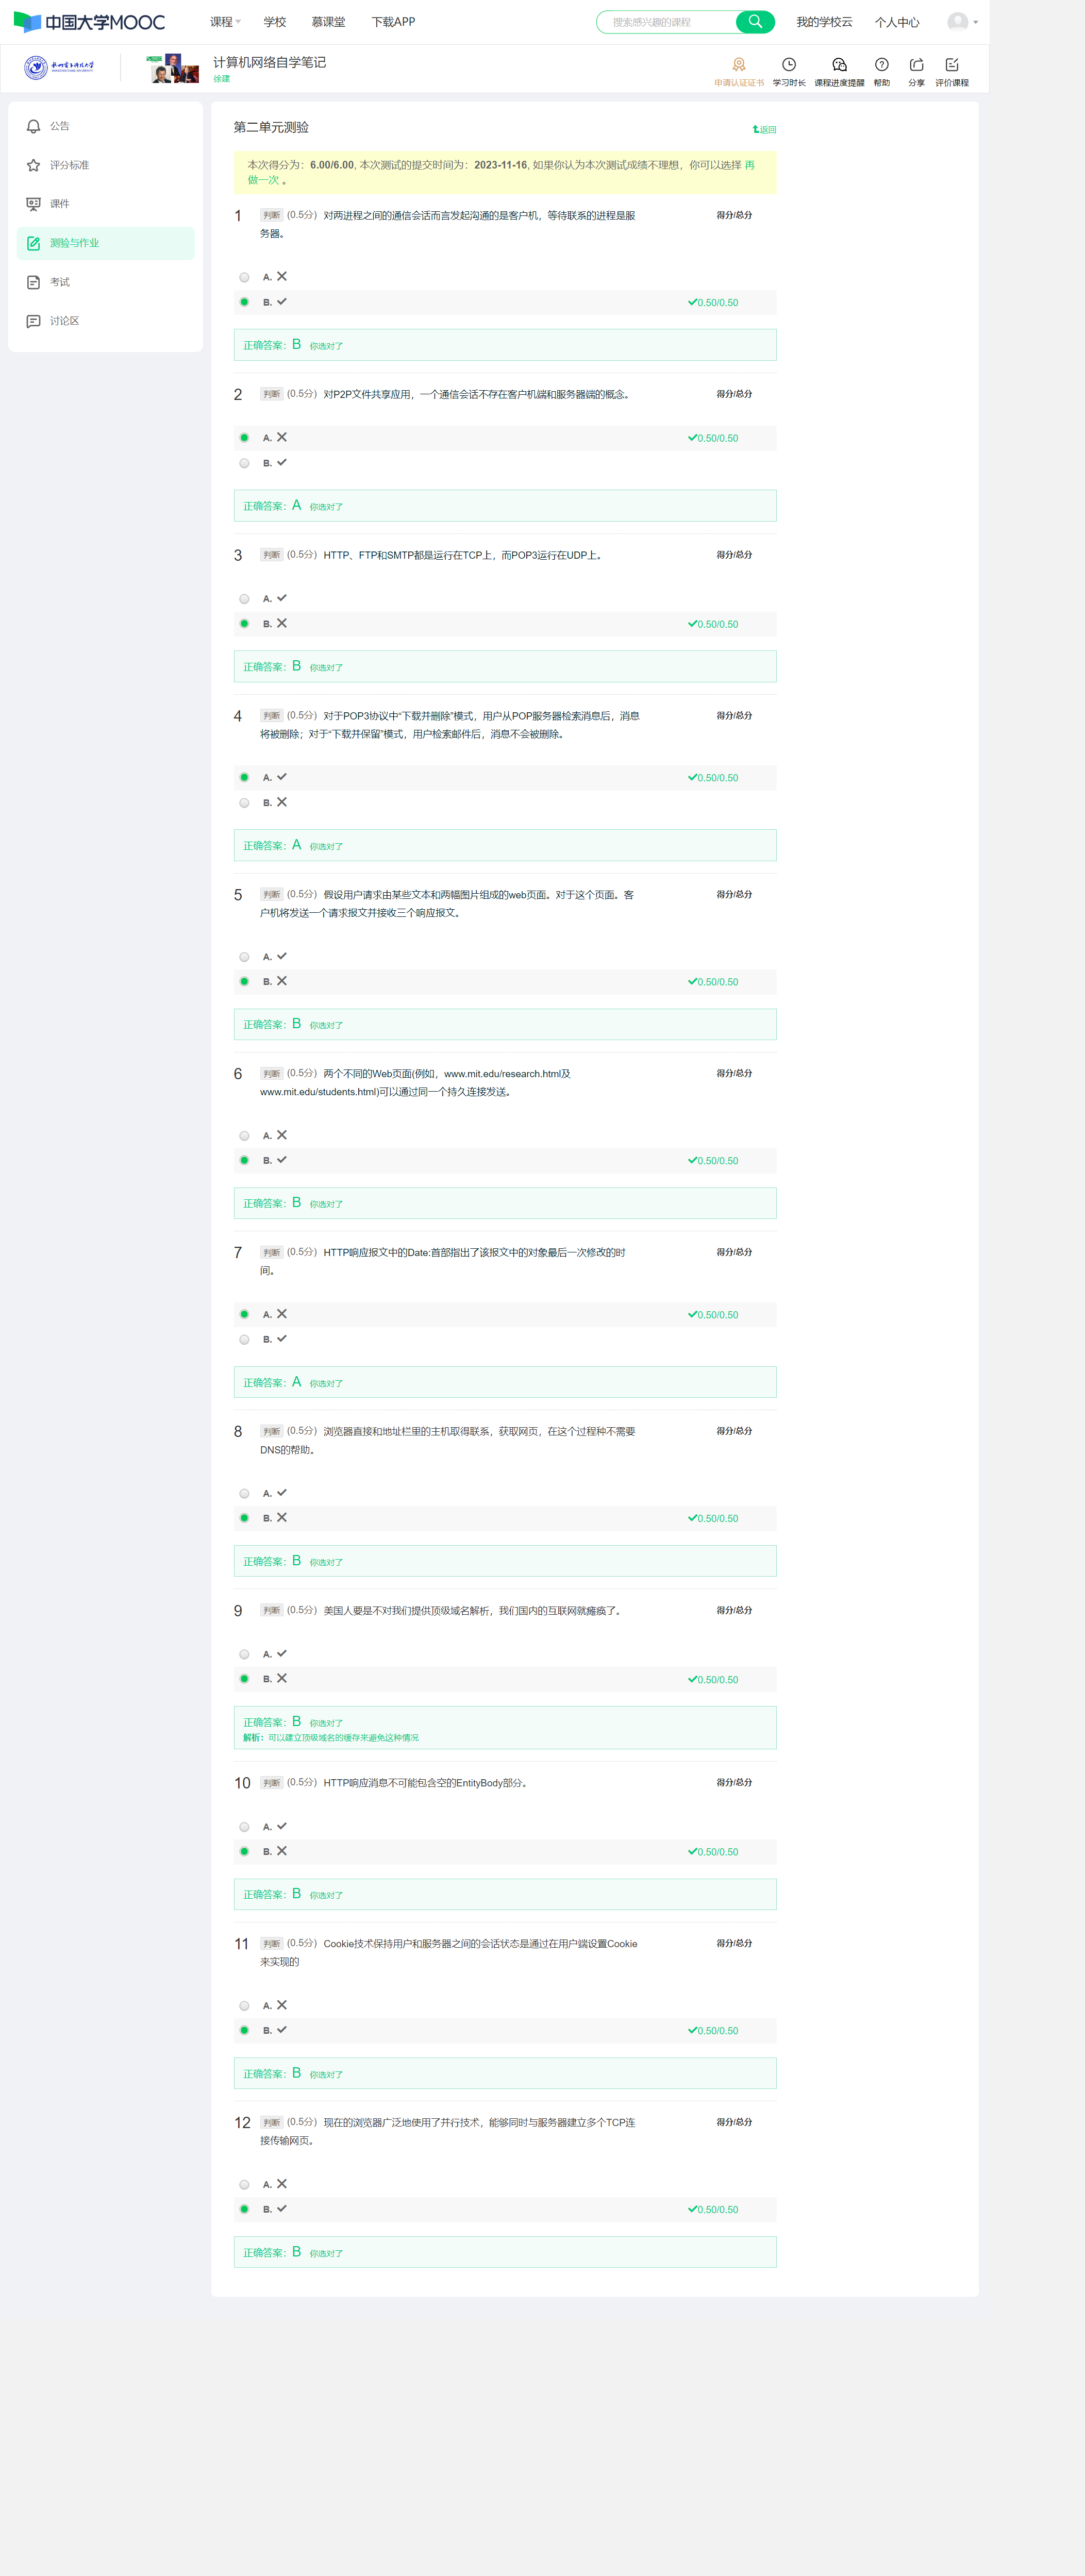 中国大学MOOC
课程
学校
慕课堂
下载APP
搜索感兴趣的课程
我的学校云
个人中心
计算机网络自学笔记
徐建
申请认证证书
学习时长
课程进度提醒
帮助
分享
评价课程
公告
评分标准
课件
测验与作业
考试
讨论区
第二单元测验
返回
本次得分为：6.00/6.00, 本次测试的提交时间为：2023-11-16, 如果你认为本次测试成绩不理想，你可以选择 再
做一次 。
1 判断 (0.5分) 对两进程之间的通信会话而言发起沟通的是客户机，等待联系的进程是服 得分/总分
务器。
A.
B. 0.50/0.50
正确答案：B 你选对了
2 判断 (0.5分) 对P2P文件共享应用，一个通信会话不存在客户机端和服务器端的概念。 得分/总分
A. 0.50/0.50
B.
正确答案：A 你选对了
3 判断 (0.5分) HTTP、FTP和SMTP都是运行在TCP上，而POP3运行在UDP上。 得分/总分
A.
B. 0.50/0.50
正确答案：B 你选对了
4 判断 (0.5分) 对于POP3协议中“下载并删除”模式，用户从POP服务器检索消息后，消息 得分/总分
将被删除；对于“下载并保留”模式，用户检索邮件后，消息不会被删除。
A. 0.50/0.50
B.
正确答案：A 你选对了
5 判断 (0.5分) 假设用户请求由某些文本和两幅图片组成的web页面。对于这个页面。客 得分/总分
户机将发送一个请求报文并接收三个响应报文。
A.
B. 0.50/0.50
正确答案：B 你选对了
6 判断 (0.5分) 两个不同的Web页面(例如，www.mit.edu/research.html及 得分/总分
www.mit.edu/students.html)可以通过同一个持久连接发送。
A.
B. 0.50/0.50
正确答案：B 你选对了
7 判断 (0.5分) HTTP响应报文中的Date:首部指出了该报文中的对象最后一次修改的时 得分/总分
间。
A. 0.50/0.50
B.
正确答案：A 你选对了
8 判断 (0.5分) 浏览器直接和地址栏里的主机取得联系，获取网页，在这个过程种不需要 得分/总分
DNS的帮助。
A.
B. 0.50/0.50
正确答案：B 你选对了
9 判断 (0.5分) 美国人要是不对我们提供顶级域名解析，我们国内的互联网就瘫痪了。 得分/总分
A.
B. 0.50/0.50
正确答案：B 你选对了
解析：可以建立顶级域名的缓存来避免这种情况
10 判断 (0.5分) HTTP响应消息不可能包含空的EntityBody部分。 得分/总分
A.
B. 0.50/0.50
正确答案：B 你选对了
11 判断 (0.5分) Cookie技术保持用户和服务器之间的会话状态是通过在用户端设置Cookie 得分/总分
来实现的
A.
B. 0.50/0.50
正确答案：B 你选对了
12 判断 (0.5分) 现在的浏览器广泛地使用了并行技术，能够同时与服务器建立多个TCP连 得分/总分
接传输网页。
A.
B. 0.50/0.50
正确答案：B 你选对了